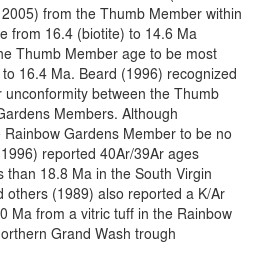 2005) from the Thumb Member within
e from 16.4 (biotite) to 14.6 Ma
he Thumb Member age to be most
to 16.4 Ma. Beard (1996) recognized
r unconformity between the Thumb
Gardens Members. Although
Rainbow Gardens Member to be no
1996) reported 40Ar/39Ar ages
s than 18.8 Ma in the South Virgin
d others (1989) also reported a K/Ar
0 Ma from a vitric tuff in the Rainbow
orthern Grand Wash trough